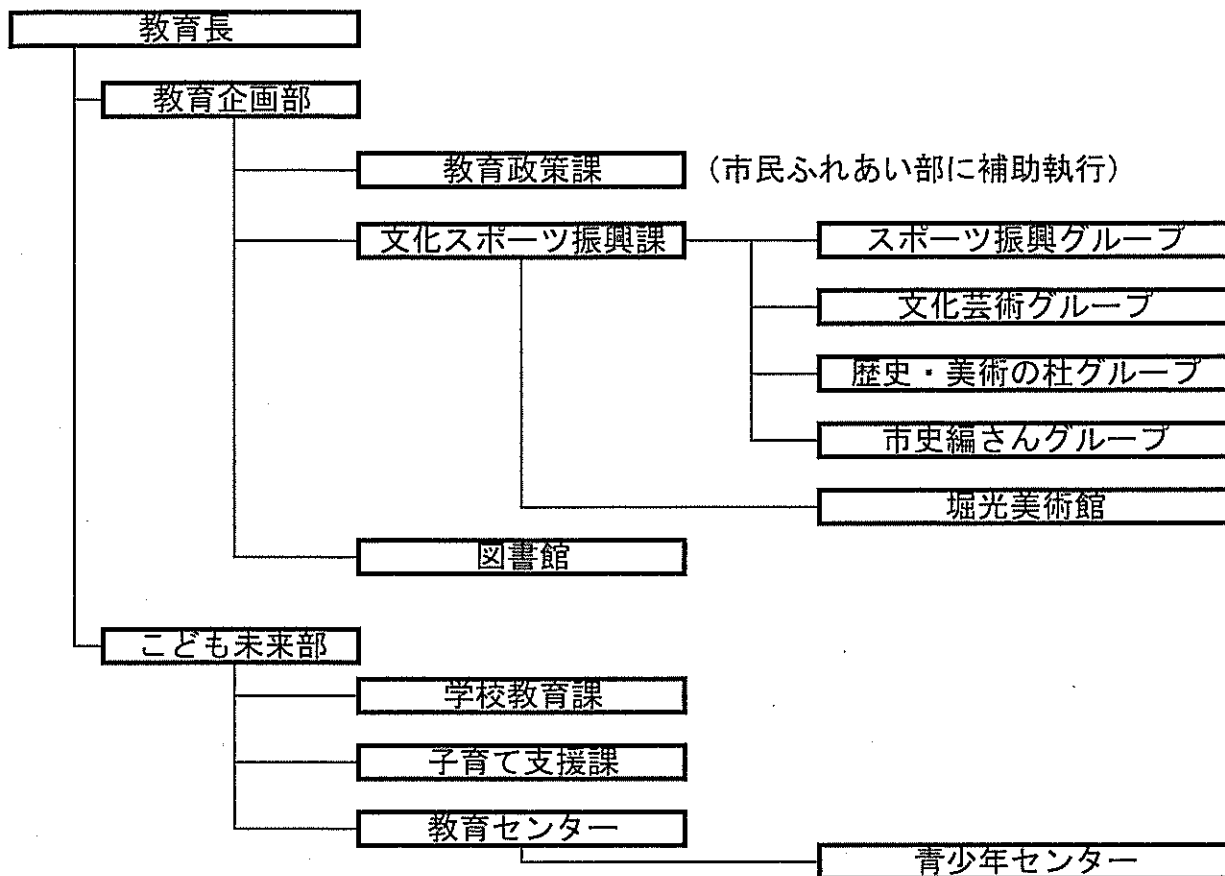 教育長
教育企画部
教育政策課 (市民ふれあい部に補助執行)
文化スポーツ振興課 スポーツ振興グループ
文化芸術グループ
歴史・美術の杜グループ
市史編さんグループ
堀光美術館
図書館
こども未来部
学校教育課
子育て支援課
教育センター
青少年センター